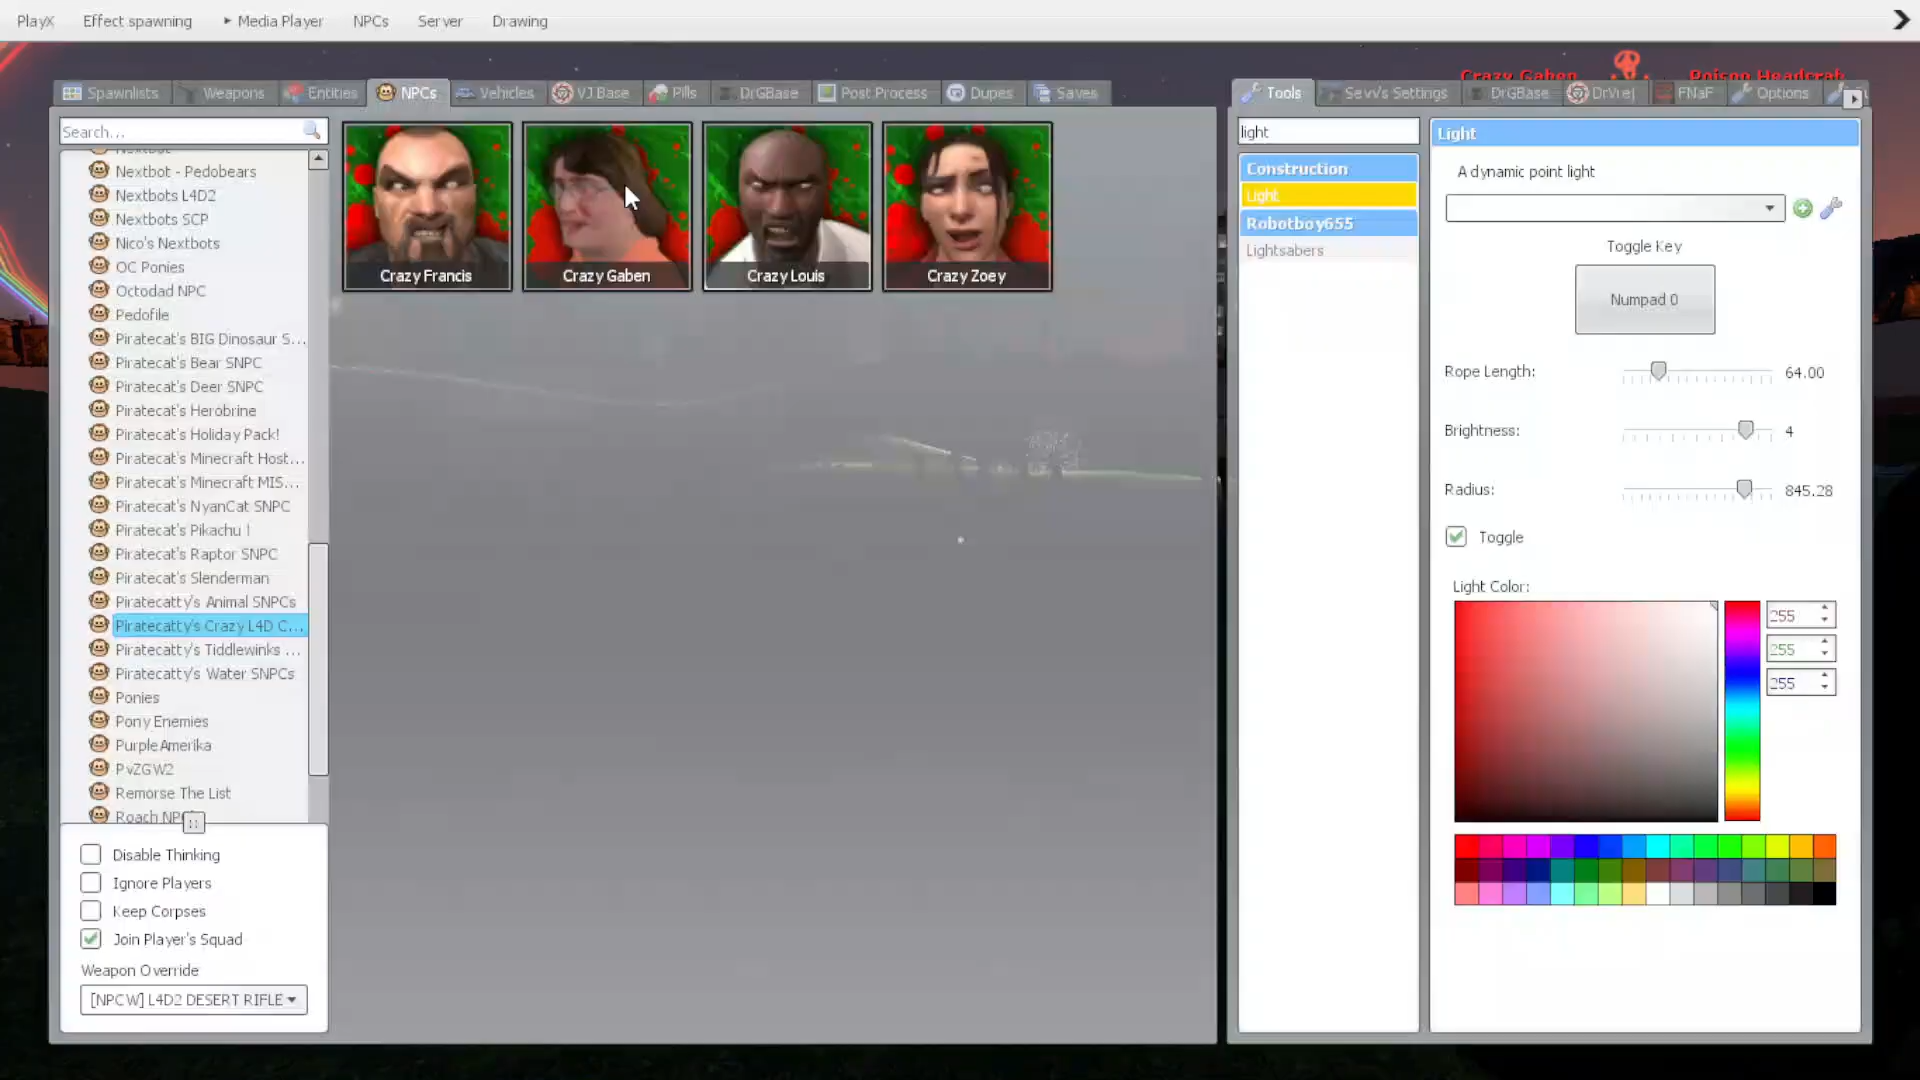 PlayX Effect spawning Media Player NPCs Server Drawing
Crazy Gaben Poison Headcrab
Spawnlists Weapons Entities NPCs Vehicles VJ Base Pills DrGBase Post Process Dupes Saves
Search...
Nextbot
Nextbot - Pedobears
Nextbots L4D2
Nextbots SCP
Nico's Nextbots
OC Ponies
Octodad NPC
Pedofile
Piratecat's BIG Dinosaur S...
Piratecat's Bear SNPC
Piratecat's Deer SNPC
Piratecat's Herobrine
Piratecat's Holiday Pack!
Piratecat's Minecraft Host...
Piratecat's Minecraft MIS...
Piratecat's NyanCat SNPC
Piratecat's Pikachu !
Piratecat's Raptor SNPC
Piratecat's Slenderman
Piratecatty's Animal SNPCs
Piratecatty's Crazy L4D C...
Piratecatty's Tiddlewinks ...
Piratecatty's Water SNPCs
Ponies
Pony Enemies
PurpleAmerika
PvZGW2
Remorse The List
Roach
Disable Thinking
Ignore Players
Keep Corpses
Join Player's Squad
Weapon Override
[NPCW] L4D2 DESERT RIFLE
Crazy Francis Crazy Gaben Crazy Louis Crazy Zoey
Tools Sevv's Settings DrGBase DrVrej FNaF Options
light
Construction
Light
Robotboy655
Lightsabers
Light
A dynamic point light
Toggle Key
Numpad 0
Rope Length: 64.00
Brightness: 4
Radius: 845.28
Toggle
Light Color:
255
255
255